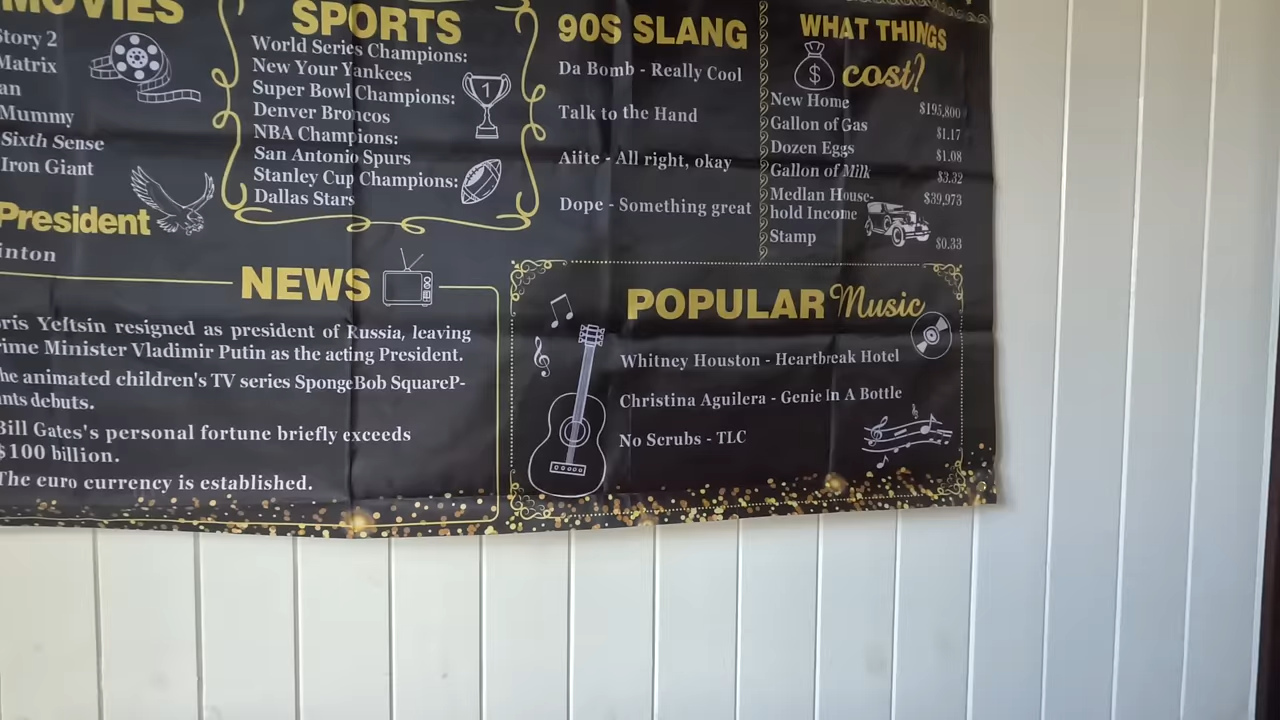 MOVIES
Story 2
Matrix
an
Mummy
Sixth Sense
Iron Giant
President
inton
SPORTS
World Series Champions:
New Your Yankees
Super Bowl Champions:
Denver Broncos
NBA Champions:
San Antonio Spurs
Stanley Cup Champions:
Dallas Stars
1
90S SLANG
Da Bomb - Really Cool
Talk to the Hand
Aiite - All right, okay
Dope - Something great
WHAT THINGS
cost?
$
New Home $195,800
Gallon of Gas $1.17
Dozen Eggs $1.08
Gallon of Milk $3.32
Medlan House- $39,973
hold Income
Stamp $0.33
NEWS
oris Yeftsin resigned as president of Russia, leaving
rime Minister Vladimir Putin as the acting President.
he animated children's TV series SpongeBob SquareP-
ants debuts.
Bill Gates's personal fortune briefly exceeds
$100 billion.
The euro currency is established.
POPULAR Music
Whitney Houston - Heartbreak Hotel
Christina Aguilera - Genie In A Bottle
No Scrubs - TLC